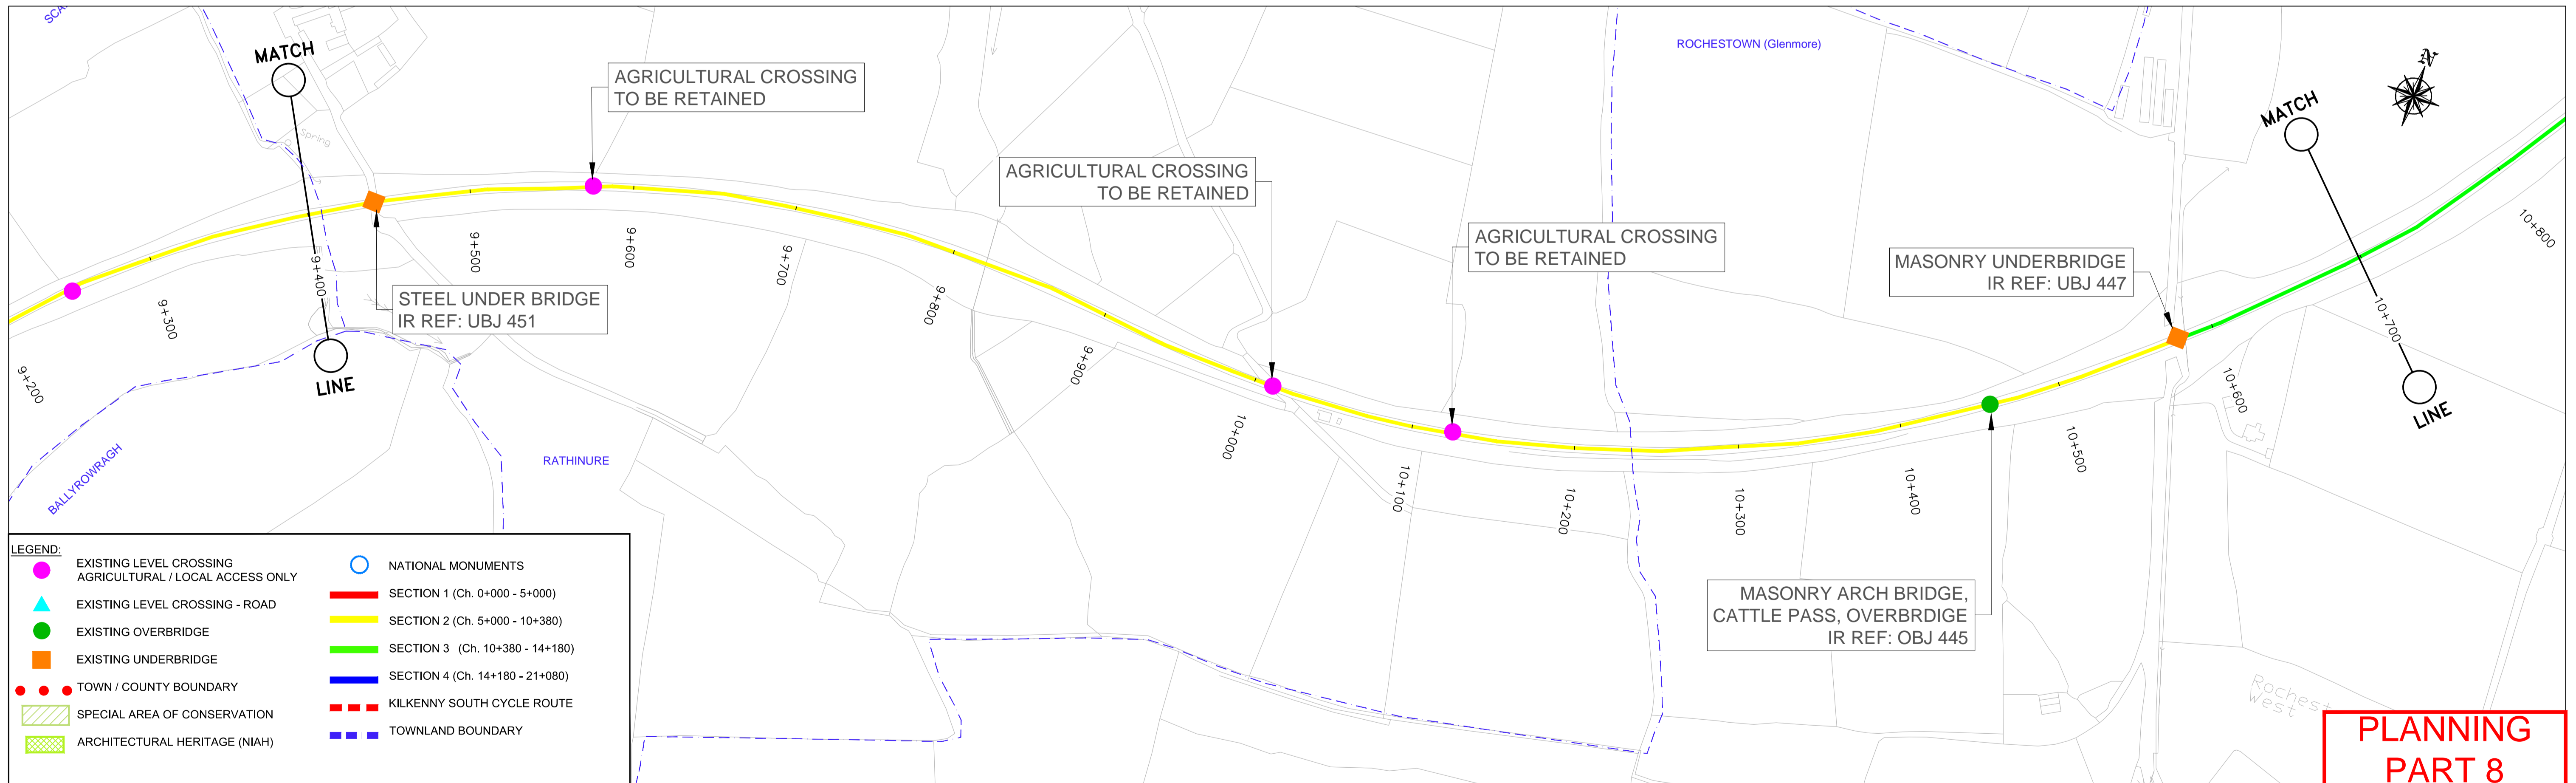 SCA
MATCH
Spring
AGRICULTURAL CROSSING
TO BE RETAINED
ROCHESTOWN (Glenmore)
N
MATCH
AGRICULTURAL CROSSING
TO BE RETAINED
AGRICULTURAL CROSSING
TO BE RETAINED
MASONRY UNDERBRIDGE
IR REF: UBJ 447
STEEL UNDER BRIDGE
IR REF: UBJ 451
9+200
9+300
9+400
9+500
9+600
9+700
9+800
9+900
10+000
10+100
10+200
10+300
10+400
10+500
10+600
10+700
10+800
LINE
LINE
BALLYROWRAGH
RATHINURE
MASONRY ARCH BRIDGE,
CATTLE PASS, OVERBRDIGE
IR REF: OBJ 445
Rochest
West
LEGEND:
EXISTING LEVEL CROSSING
AGRICULTURAL / LOCAL ACCESS ONLY
EXISTING LEVEL CROSSING - ROAD
EXISTING OVERBRIDGE
EXISTING UNDERBRIDGE
TOWN / COUNTY BOUNDARY
SPECIAL AREA OF CONSERVATION
ARCHITECTURAL HERITAGE (NIAH)
NATIONAL MONUMENTS
SECTION 1 (Ch. 0+000 - 5+000)
SECTION 2 (Ch. 5+000 - 10+380)
SECTION 3 (Ch. 10+380 - 14+180)
SECTION 4 (Ch. 14+180 - 21+080)
KILKENNY SOUTH CYCLE ROUTE
TOWNLAND BOUNDARY
PLANNING
PART 8